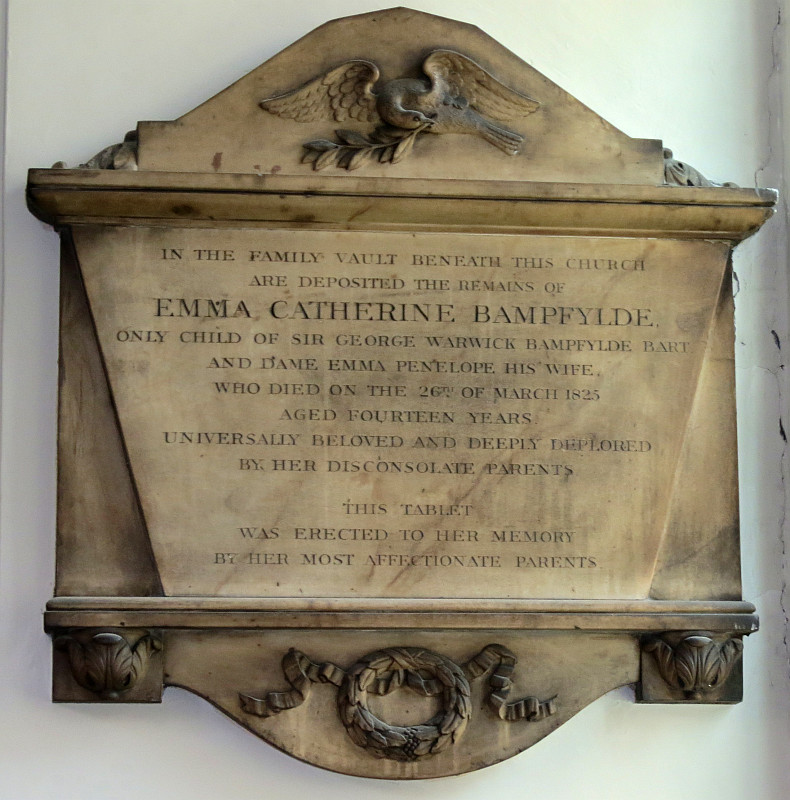 IN THE FAMILY VAULT BENEATH THIS CHURCH
ARE DEPOSITED THE REMAINS OF
EMMA CATHERINE BAMPFYLDE,
ONLY CHILD OF SIR GEORGE WARWICK BAMPFYLDE BART
AND DAME EMMA PENELOPE HIS WIFE,
WHO DIED ON THE 26TH OF MARCH 1825
AGED FOURTEEN YEARS.
UNIVERSALLY BELOVED AND DEEPLY DEPLORED
BY HER DISCONSOLATE PARENTS
THIS TABLET
WAS ERECTED TO HER MEMORY
BY HER MOST AFFECTIONATE PARENTS